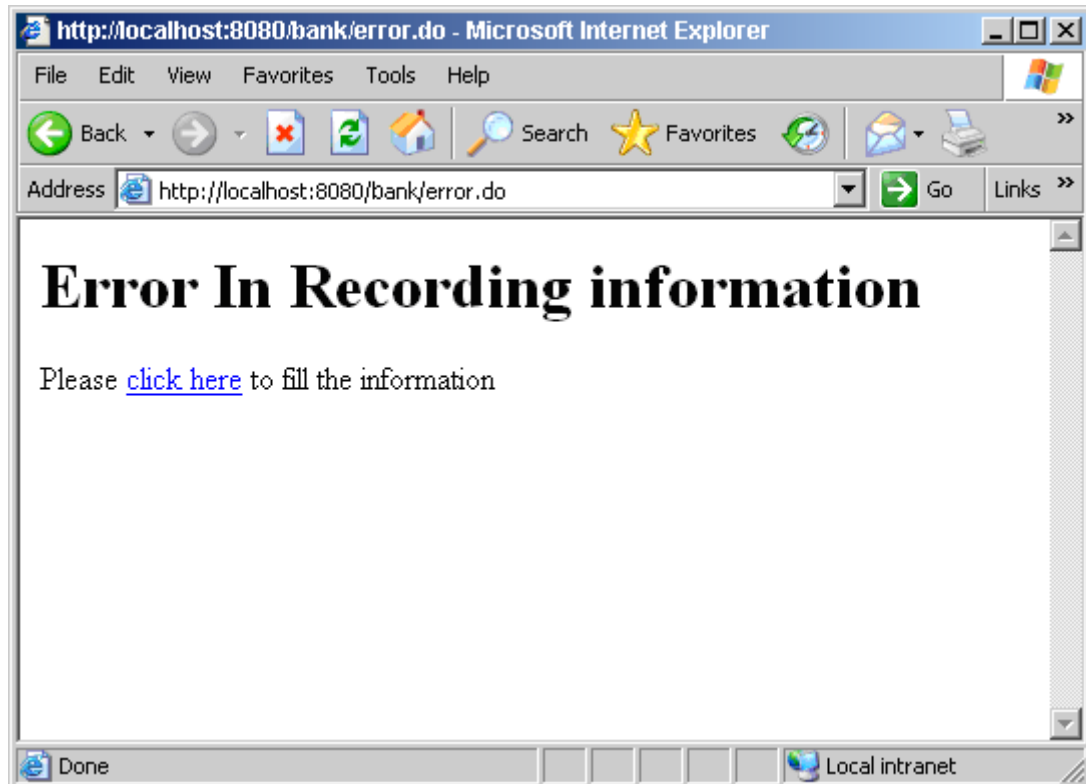 http://localhost:8080/bank/error.do - Microsoft Internet Explorer
File Edit View Favorites Tools Help
Back Search Favorites »
Address http://localhost:8080/bank/error.do Go Links »
Error In Recording information
Please click here to fill the information
Done Local intranet